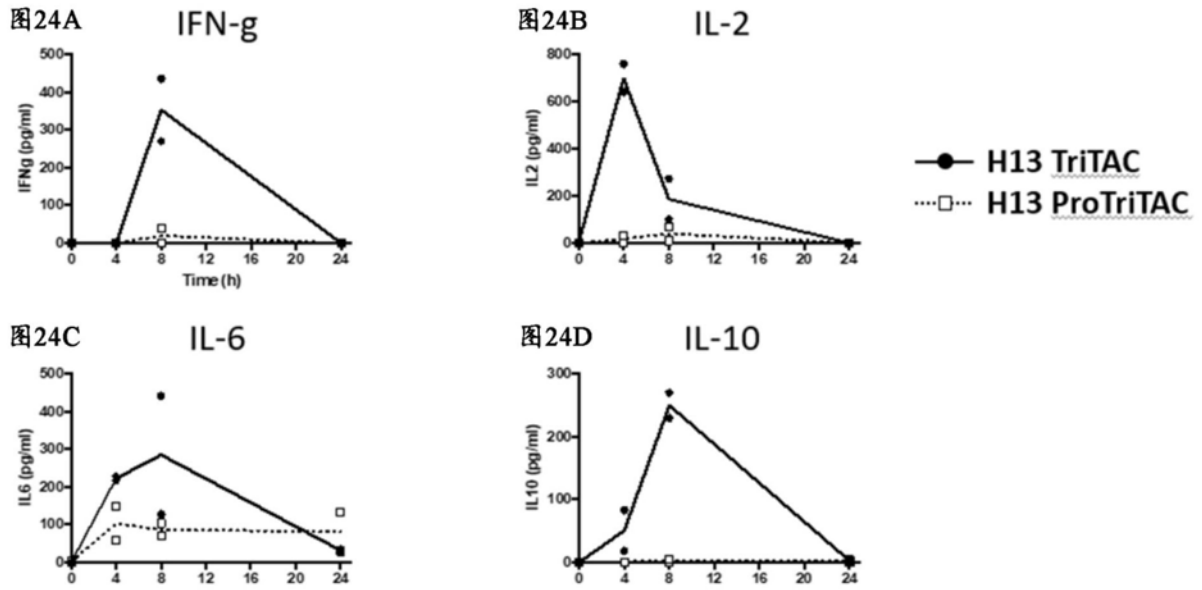 图24A
IFN-g
500
400
300
200
100
0
IFNg (pg/ml)
0 4 8 12 16 20 24
Time (h)
图24B
IL-2
800
600
400
200
0
IL2 (pg/ml)
0 4 8 12 16 20 24
H13 TriTAC
H13 ProTriTAC
图24C
IL-6
500
400
300
200
100
0
IL6 (pg/ml)
0 4 8 12 16 20 24
图24D
IL-10
300
200
100
0
IL10 (pg/ml)
0 4 8 12 16 20 24